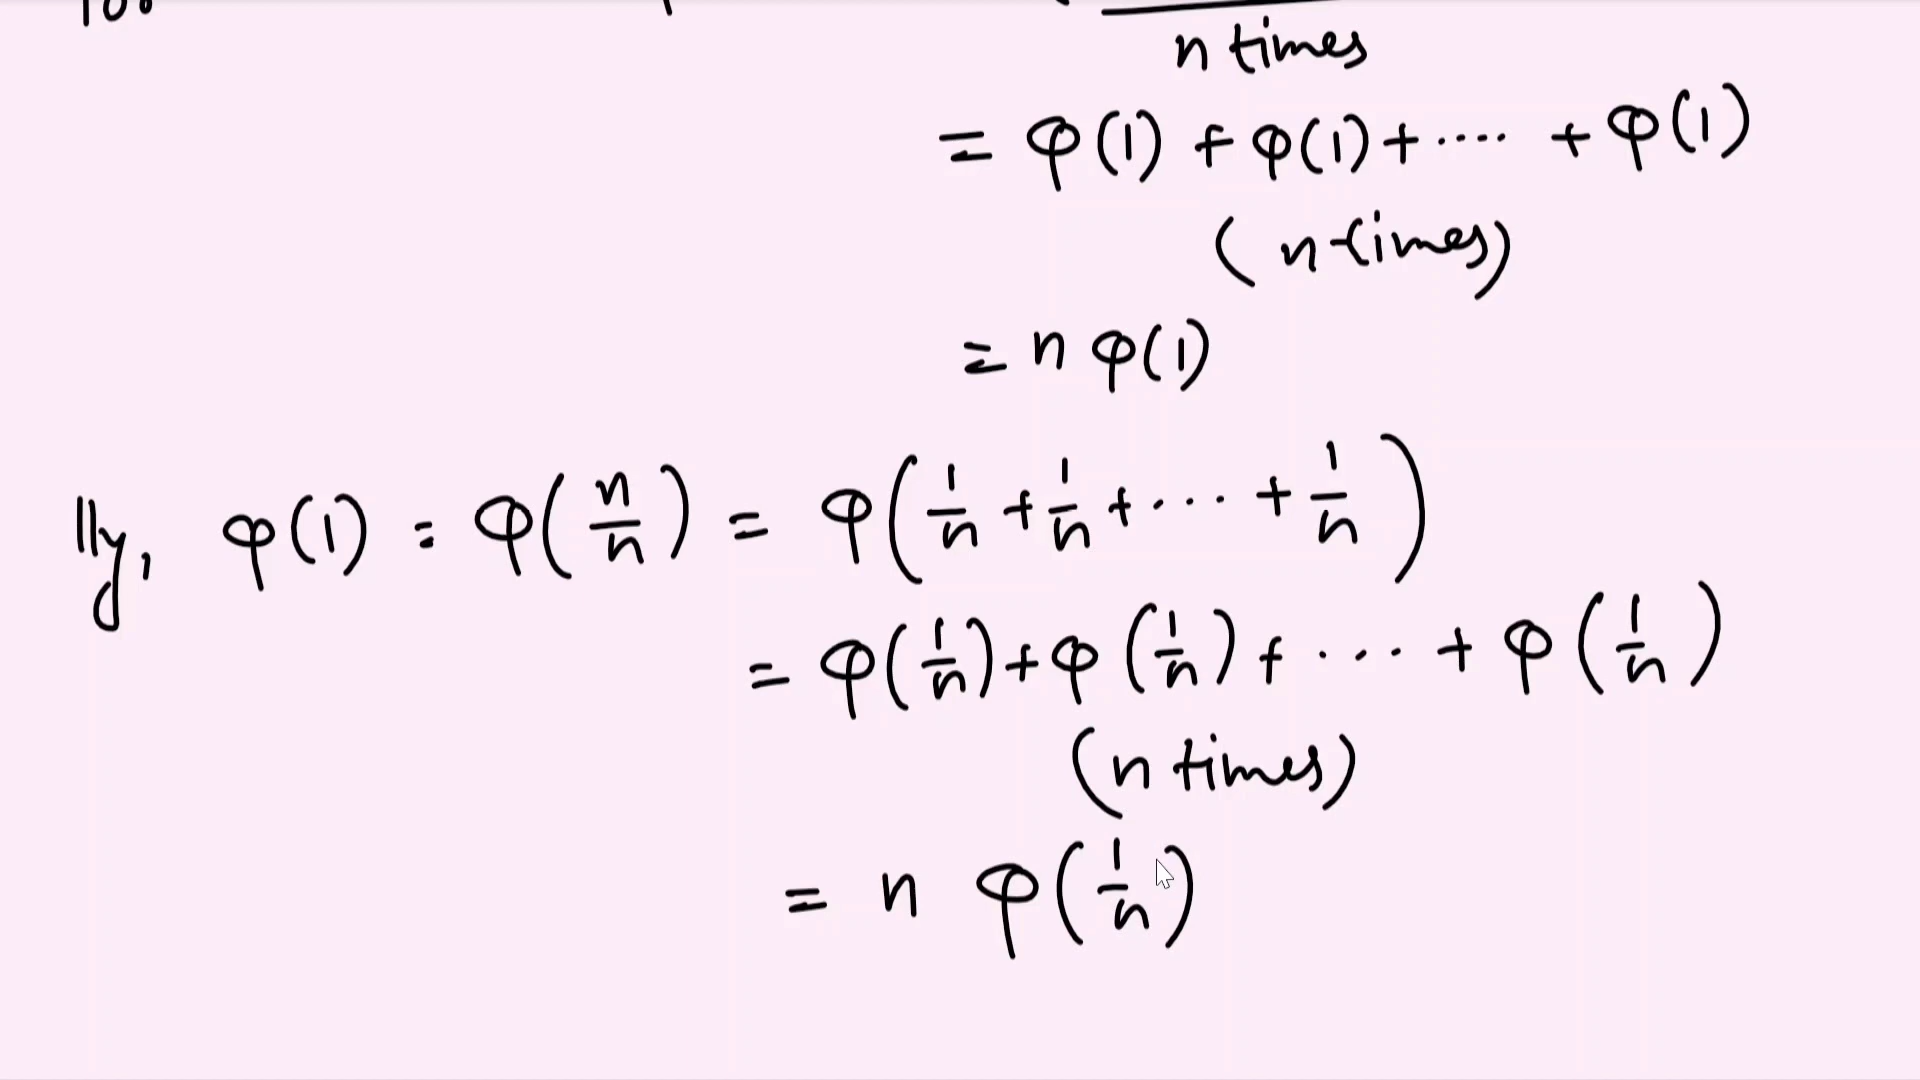 n times
= φ(1) + φ(1) + .... + φ(1)
(n-times)
= n φ(1)
lly, φ(1) = φ(n/n) = φ(1/n + 1/n + ... + 1/n)
= φ(1/n) + φ(1/n) + . ... + φ(1/n)
(n times)
= n φ(1/n)